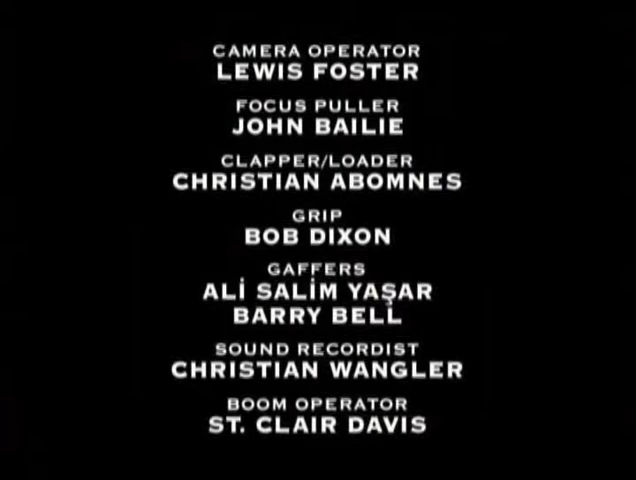 CAMERA OPERATOR
LEWIS FOSTER
FOCUS PULLER
JOHN BAILIE
CLAPPER/LOADER
CHRISTIAN ABOMNES
GRIP
BOB DIXON
GAFFERS
ALİ SALİM YAŞAR
BARRY BELL
SOUND RECORDIST
CHRISTIAN WANGLER
BOOM OPERATOR
ST. CLAIR DAVIS